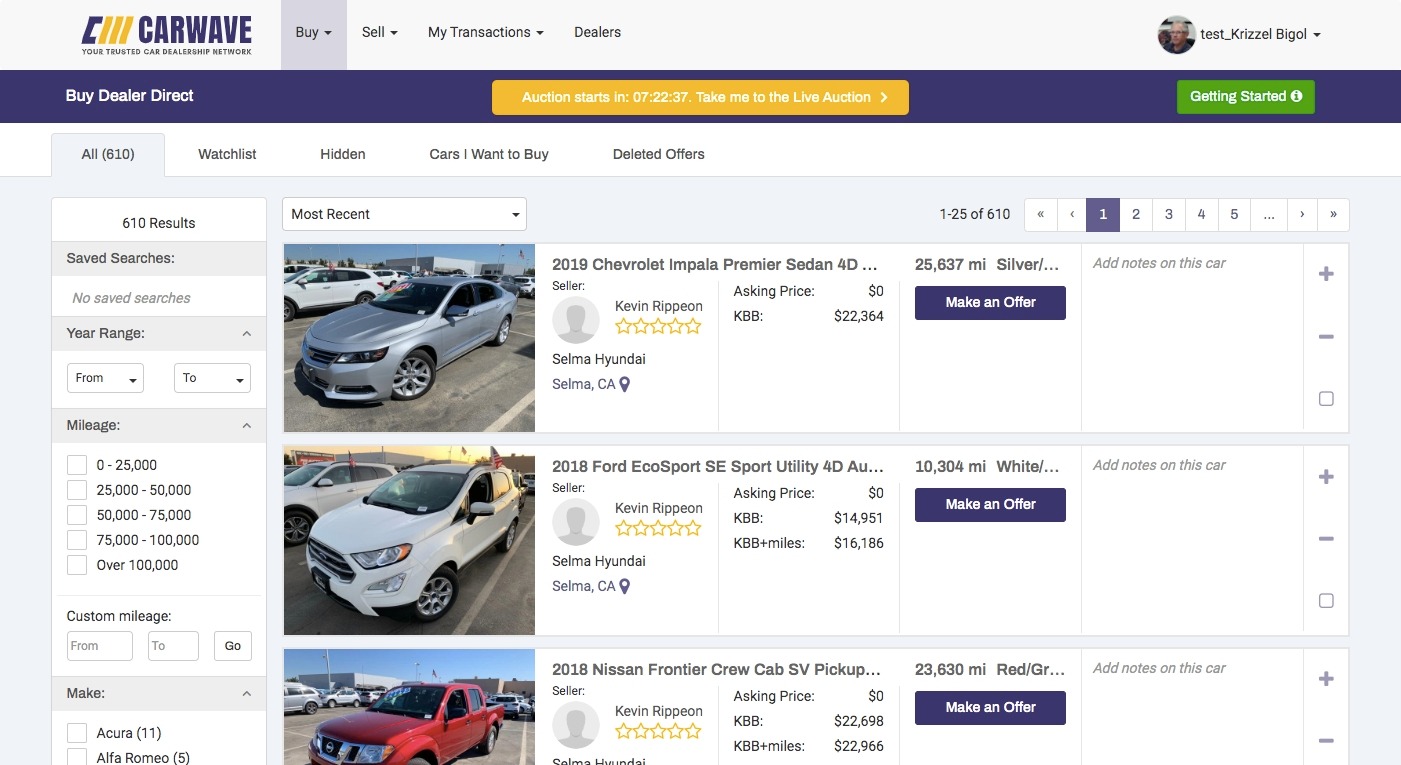 CARWAVE
YOUR TRUSTED CAR DEALERSHIP NETWORK
Buy
Sell
My Transactions
Dealers
test_Krizzel Bigol
Buy Dealer Direct
Auction starts in: 07:22:37. Take me to the Live Auction
Getting Started
All (610)
Watchlist
Hidden
Cars I Want to Buy
Deleted Offers
610 Results
Saved Searches:
No saved searches
Year Range:
From
To
Mileage:
0 - 25,000
25,000 - 50,000
50,000 - 75,000
75,000 - 100,000
Over 100,000
Custom mileage:
From
To
Go
Make:
Acura (11)
Alfa Romeo (5)
Most Recent
1-25 of 610
« ‹ 1 2 3 4 5 ... › »
2019 Chevrolet Impala Premier Sedan 4D ...
Seller:
Kevin Rippeon
Selma Hyundai
Selma, CA
Asking Price: $0
KBB: $22,364
25,637 mi Silver/...
Make an Offer
Add notes on this car
2018 Ford EcoSport SE Sport Utility 4D Au...
Seller:
Kevin Rippeon
Selma Hyundai
Selma, CA
Asking Price: $0
KBB: $14,951
KBB+miles: $16,186
10,304 mi White/...
Make an Offer
Add notes on this car
2018 Nissan Frontier Crew Cab SV Pickup...
Seller:
Kevin Rippeon
Selma Hyundai
Asking Price: $0
KBB: $22,698
KBB+miles: $22,966
23,630 mi Red/Gr...
Make an Offer
Add notes on this car